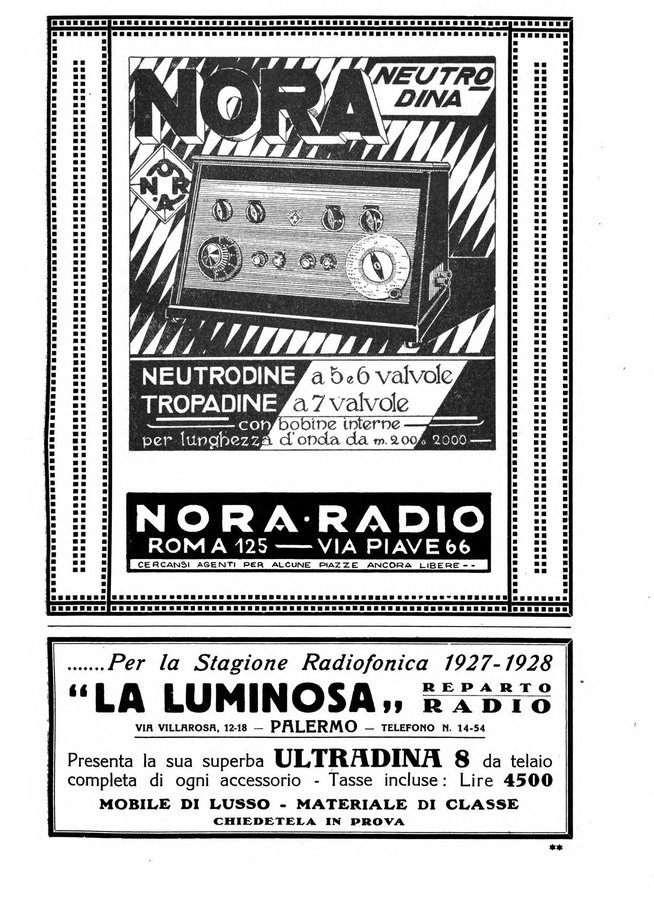 NORA
NEUTRO
DINA
NORA
NEUTRODINE a 5 e 6 valvole
TROPADINE a 7 valvole
con bobine interne
per lunghezza d'onda da m. 200 a 2000
NORA·RADIO
ROMA 125 — VIA PIAVE 66
CERCANSI AGENTI PER ALCUNE PIAZZE ANCORA LIBERE--
.......Per la Stagione Radiofonica 1927-1928
"LA LUMINOSA„ REPARTO RADIO
VIA VILLAROSA, 12-18 — PALERMO — TELEFONO N. 14-54
Presenta la sua superba ULTRADINA 8 da telaio
completa di ogni accessorio - Tasse incluse: Lire 4500
MOBILE DI LUSSO - MATERIALE DI CLASSE
CHIEDETELA IN PROVA
**